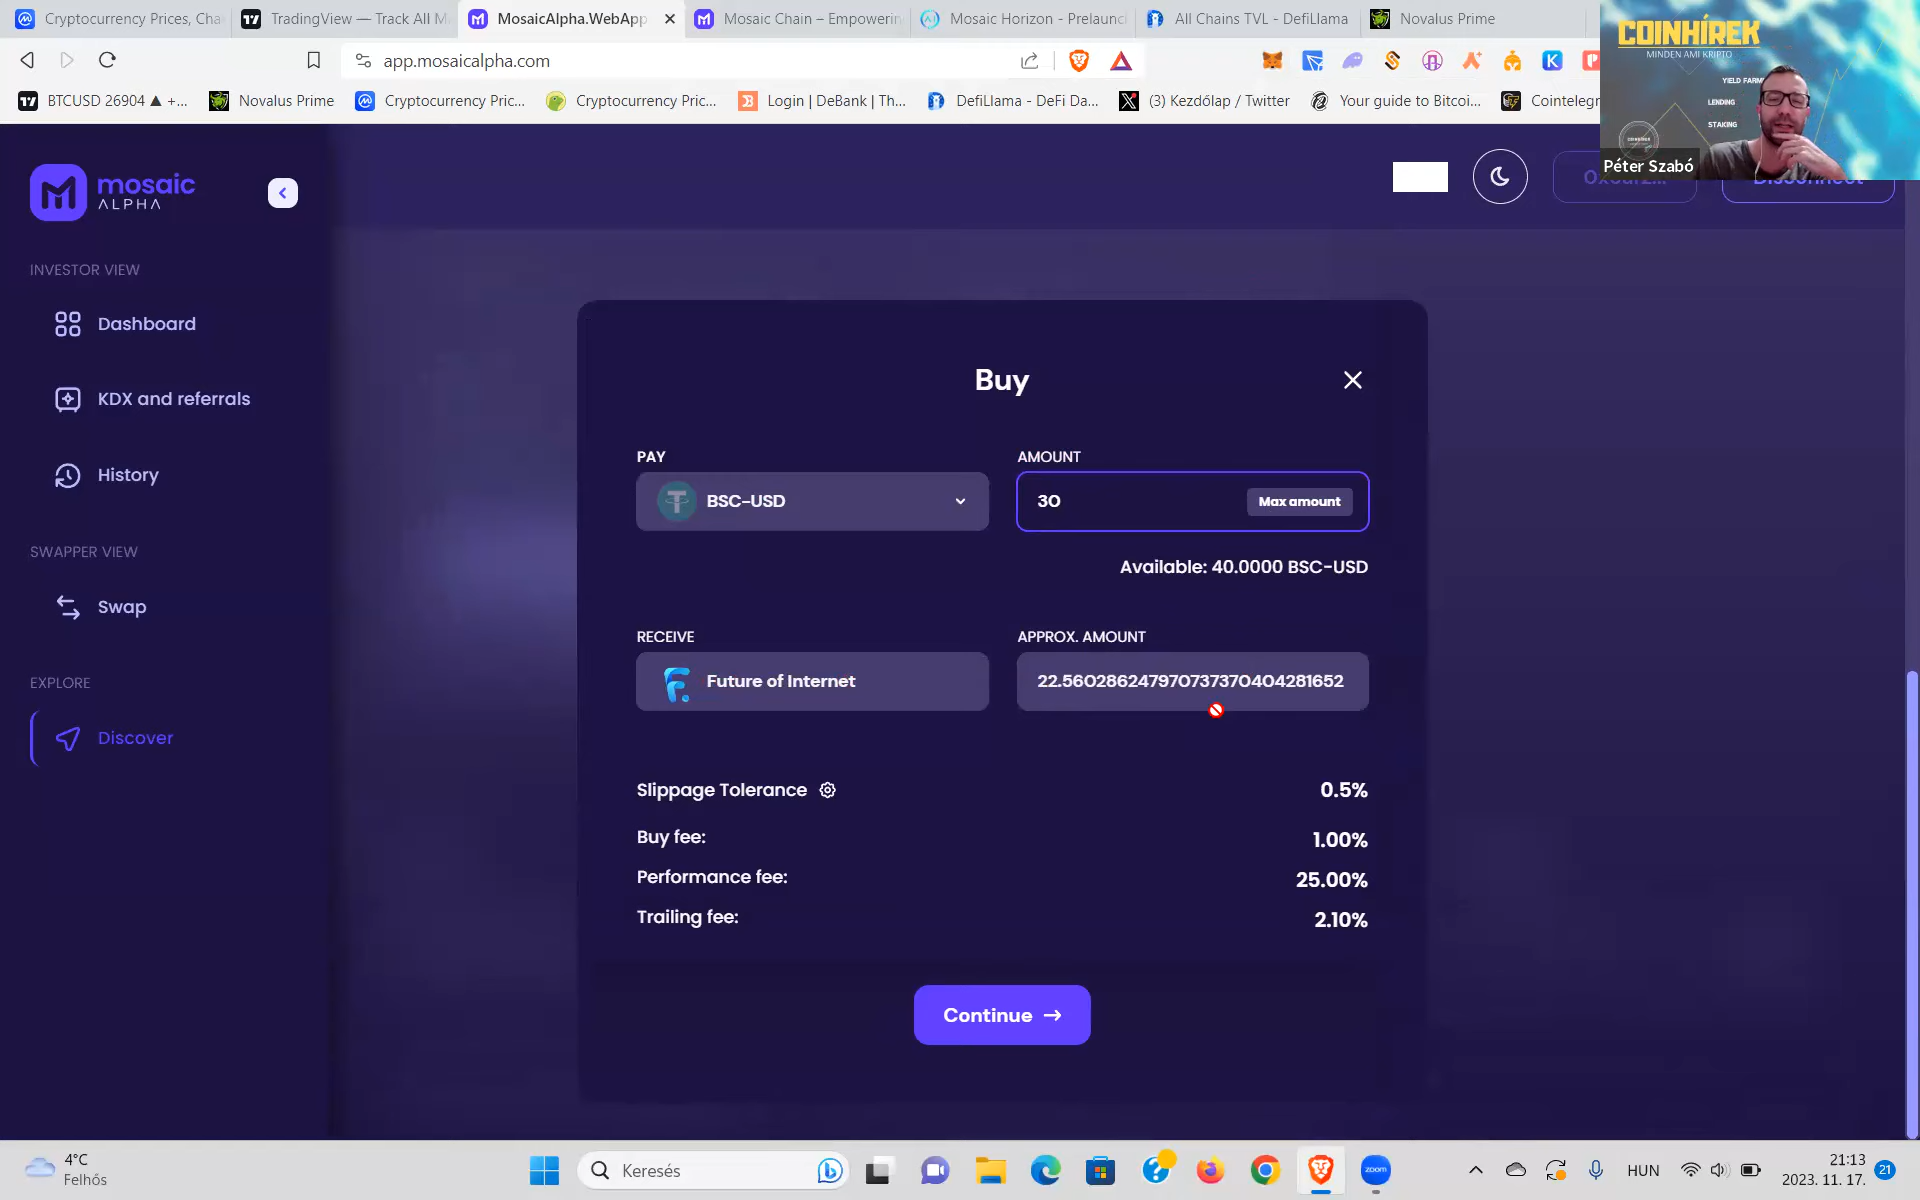 Cryptocurrency Prices, Cha
TradingView — Track All M
MosaicAlpha.WebApp
Mosaic Chain – Empowerin
Mosaic Horizon - Prelaunc
All Chains TVL - DefiLlama
Novalus Prime
app.mosaicalpha.com
BTCUSD 26904 ▲ +...
Novalus Prime
Cryptocurrency Pric...
Cryptocurrency Pric...
Login | DeBank | Th...
DefiLlama - DeFi Da...
(3) Kezdőlap / Twitter
Your guide to Bitcoi...
Cointelegr
COINHÍREK
MINDEN AMI KRIPTO
YIELD FARM
LENDING
STAKING
Péter Szabó
mosaic
ALPHA
Disconnect
INVESTOR VIEW
Dashboard
KDX and referrals
History
SWAPPER VIEW
Swap
EXPLORE
Discover
Buy
PAY
AMOUNT
BSC-USD
30
Max amount
Available: 40.0000 BSC-USD
RECEIVE
APPROX. AMOUNT
Future of Internet
22.560286247970737370404281652
Slippage Tolerance
0.5%
Buy fee:
1.00%
Performance fee:
25.00%
Trailing fee:
2.10%
Continue →
4°C
Felhős
Keresés
zoom
HUN
21:13
2023. 11. 17.
21